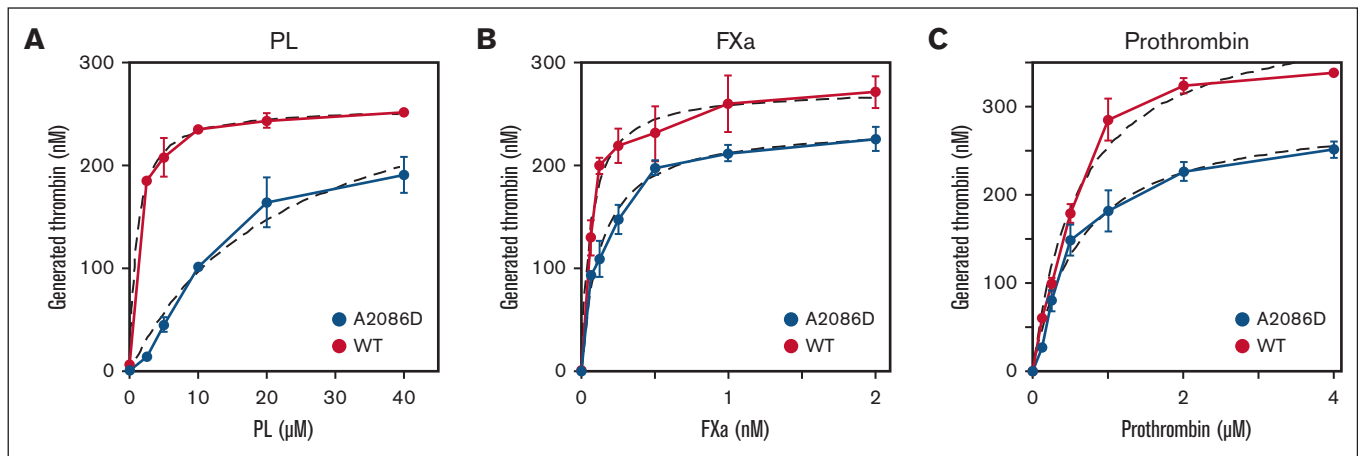 A
PL
Generated thrombin (nM)
300
200
100
0
0
10
20
30
40
PL (µM)
A2086D
WT
B
FXa
Generated thrombin (nM)
300
200
100
0
0
1
2
FXa (nM)
A2086D
WT
C
Prothrombin
Generated thrombin (nM)
300
200
100
0
0
2
4
Prothrombin (µM)
A2086D
WT